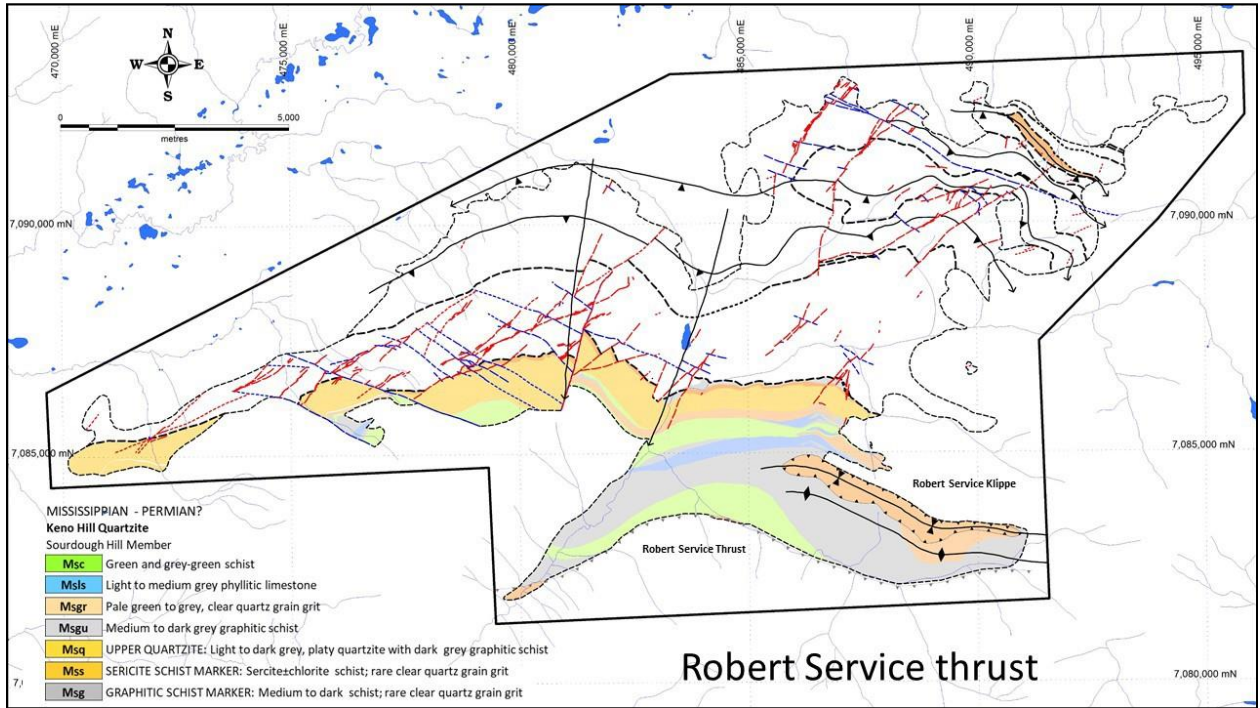 470,000 mE
475,000 mE
480,000 mE
485,000 mE
490,000 mE
495,000 mE
N
W E
S
0 5,000
metres
7,090,000 mN
7,090,000 mN
7,085,000 mN
7,085,000 mN
Robert Service Klippe
Robert Service Thrust
MISSISSIPPIAN - PERMIAN?
Keno Hill Quartzite
Sourdough Hill Member
Msc Green and grey-green schist
Msls Light to medium grey phyllitic limestone
Msgr Pale green to grey, clear quartz grain grit
Msgu Medium to dark grey graphitic schist
Msq UPPER QUARTZITE: Light to dark grey, platy quartzite with dark grey graphitic schist
Mss SERICITE SCHIST MARKER: Sercite±chlorite schist; rare clear quartz grain grit
Msg GRAPHITIC SCHIST MARKER: Medium to dark schist; rare clear quartz grain grit
Robert Service thrust
7,080,000 mN